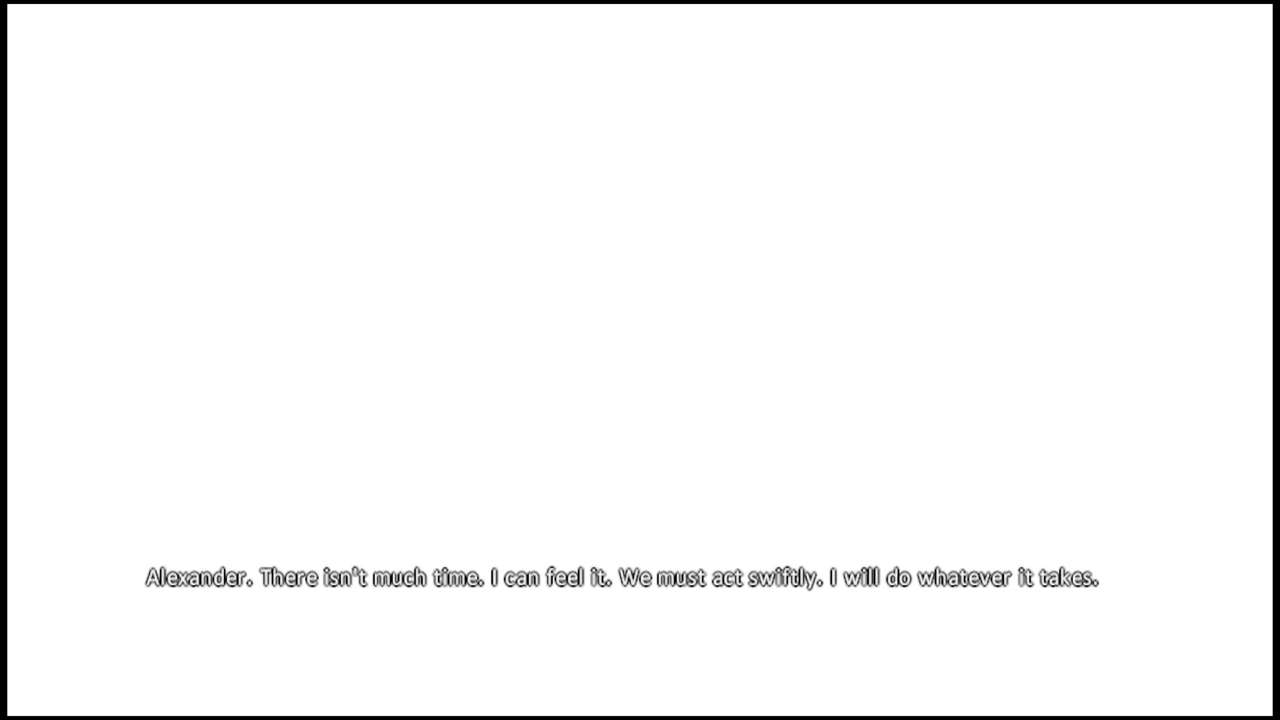 Alexander. There isn't much time. I can feel it. We must act swiftly. I will do whatever it takes.